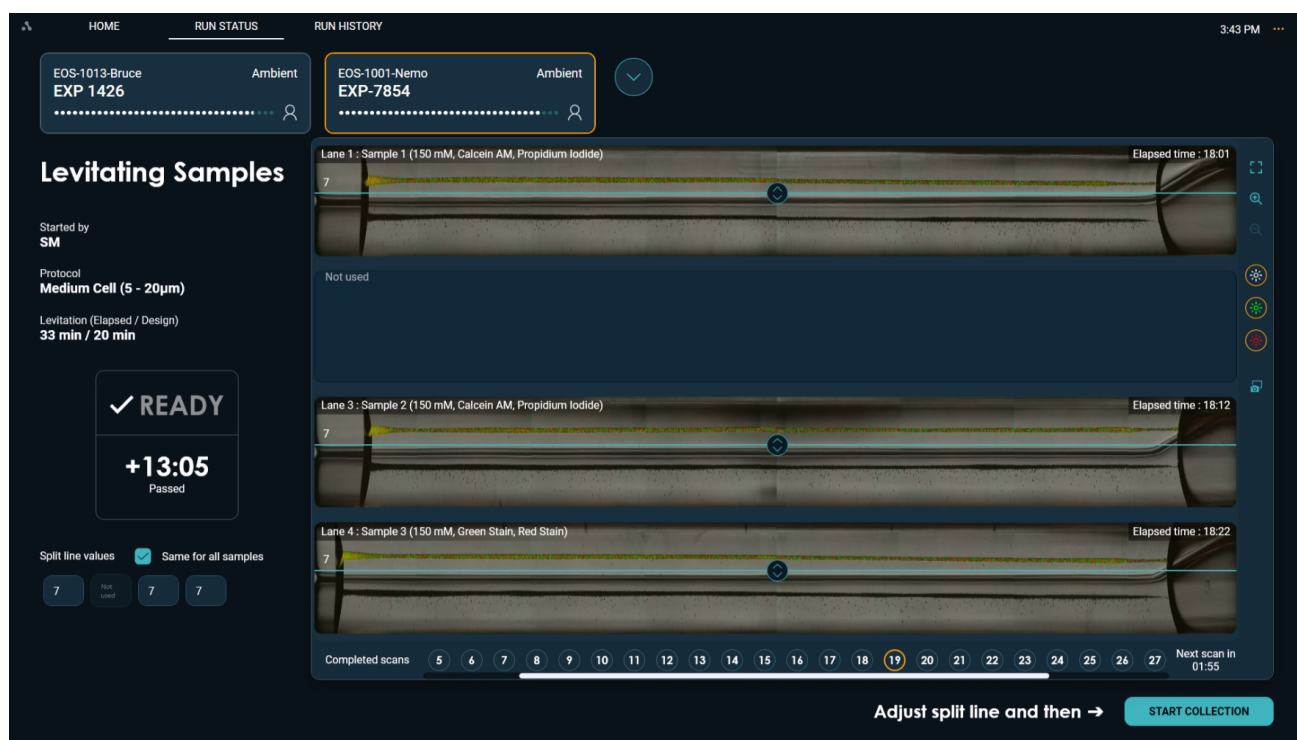 HOME
RUN STATUS
RUN HISTORY
3:43 PM
EOS-1013-Bruce
Ambient
EXP 1426
EOS-1001-Nemo
Ambient
EXP-7854
Levitating Samples
Started by
SM
Protocol
Medium Cell (5 - 20μm)
Levitation (Elapsed / Design)
33 min / 20 min
READY
+13:05
Passed
Split line values
Same for all samples
7
Not
used
7
7
Lane 1 : Sample 1 (150 mM, Calcein AM, Propidium Iodide)
Elapsed time : 18:01
7
Not used
Lane 3 : Sample 2 (150 mM, Calcein AM, Propidium Iodide)
Elapsed time : 18:12
7
Lane 4 : Sample 3 (150 mM, Green Stain, Red Stain)
Elapsed time : 18:22
7
Completed scans
5 6 7 8 9 10 11 12 13 14 15 16 17 18 19 20 21 22 23 24 25 26 27
Next scan in
01:55
Adjust split line and then →
START COLLECTION